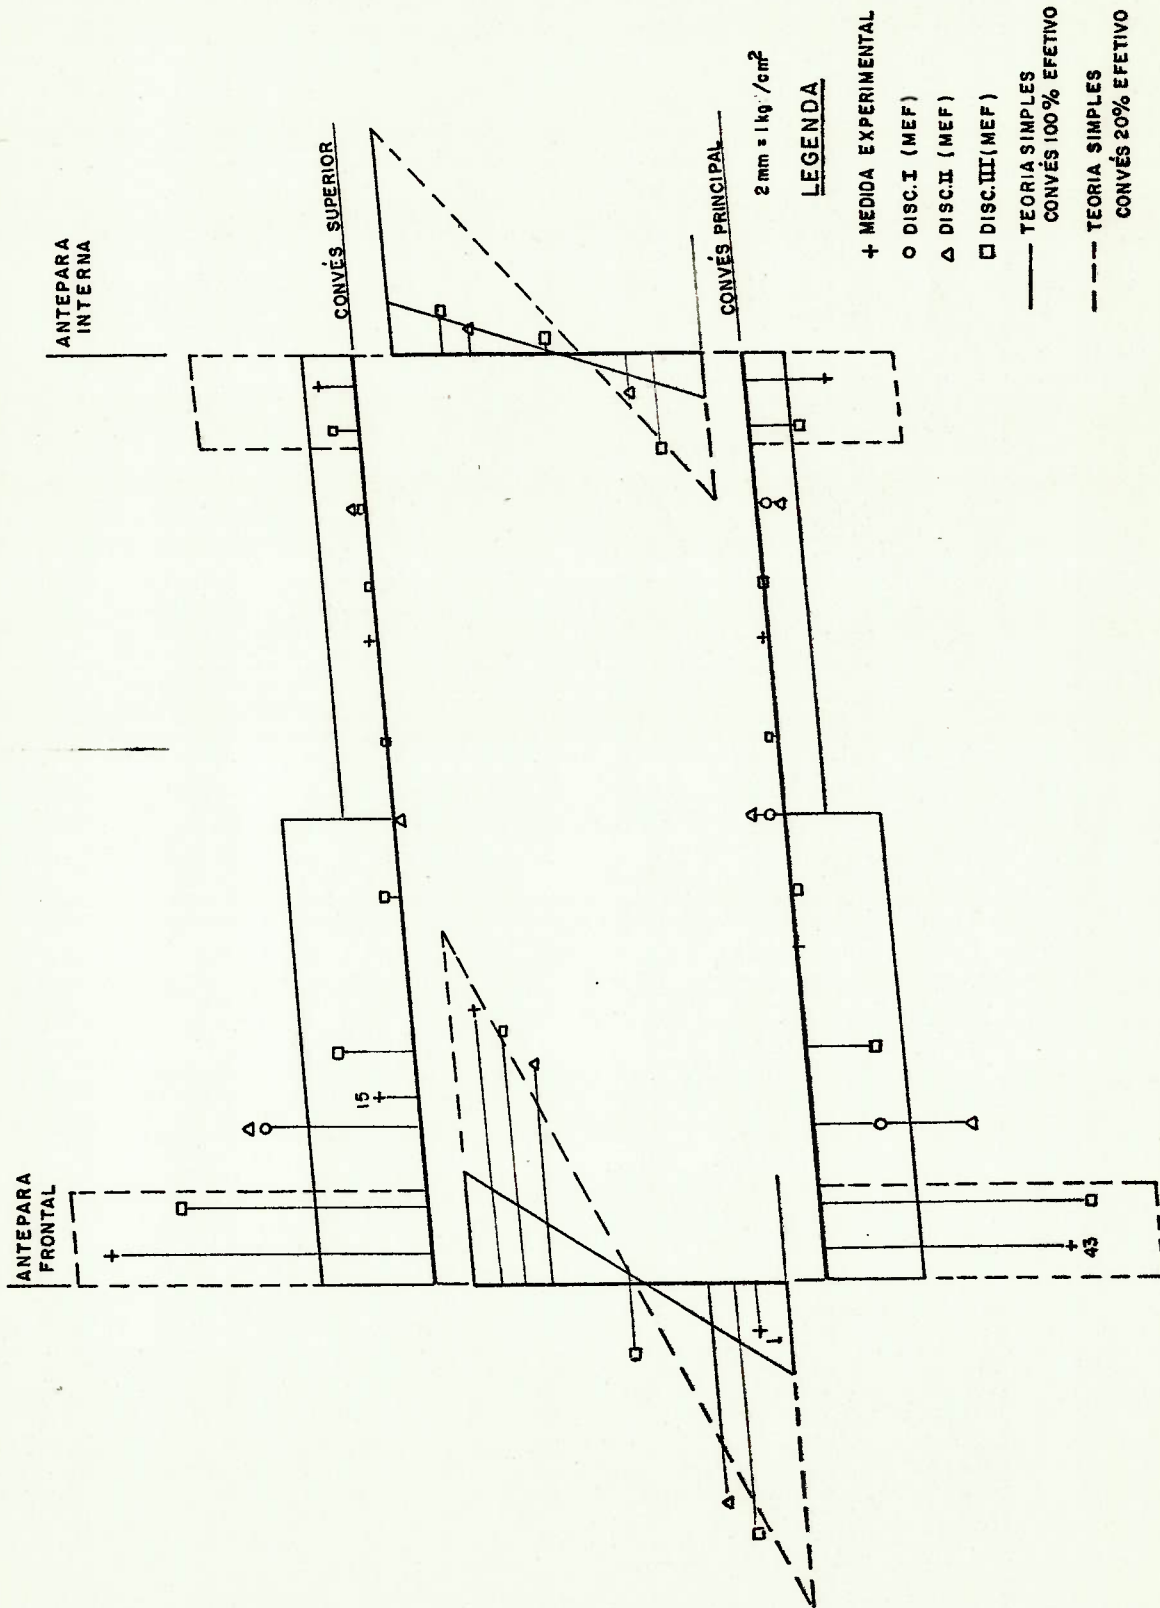 ANTEPARA
INTERNA
CONVÉS SUPERIOR
CONVÉS PRINCIPAL
2 mm = 1 kg /cm²
LEGENDA
+ MEDIDA EXPERIMENTAL
○ DISC. I (MEF)
△ DISC. II (MEF)
□ DISC. III (MEF)
—— TEORIA SIMPLES
CONVÉS 100% EFETIVO
--- TEORIA SIMPLES
CONVÉS 20% EFETIVO
ANTEPARA
FRONTAL
15
43